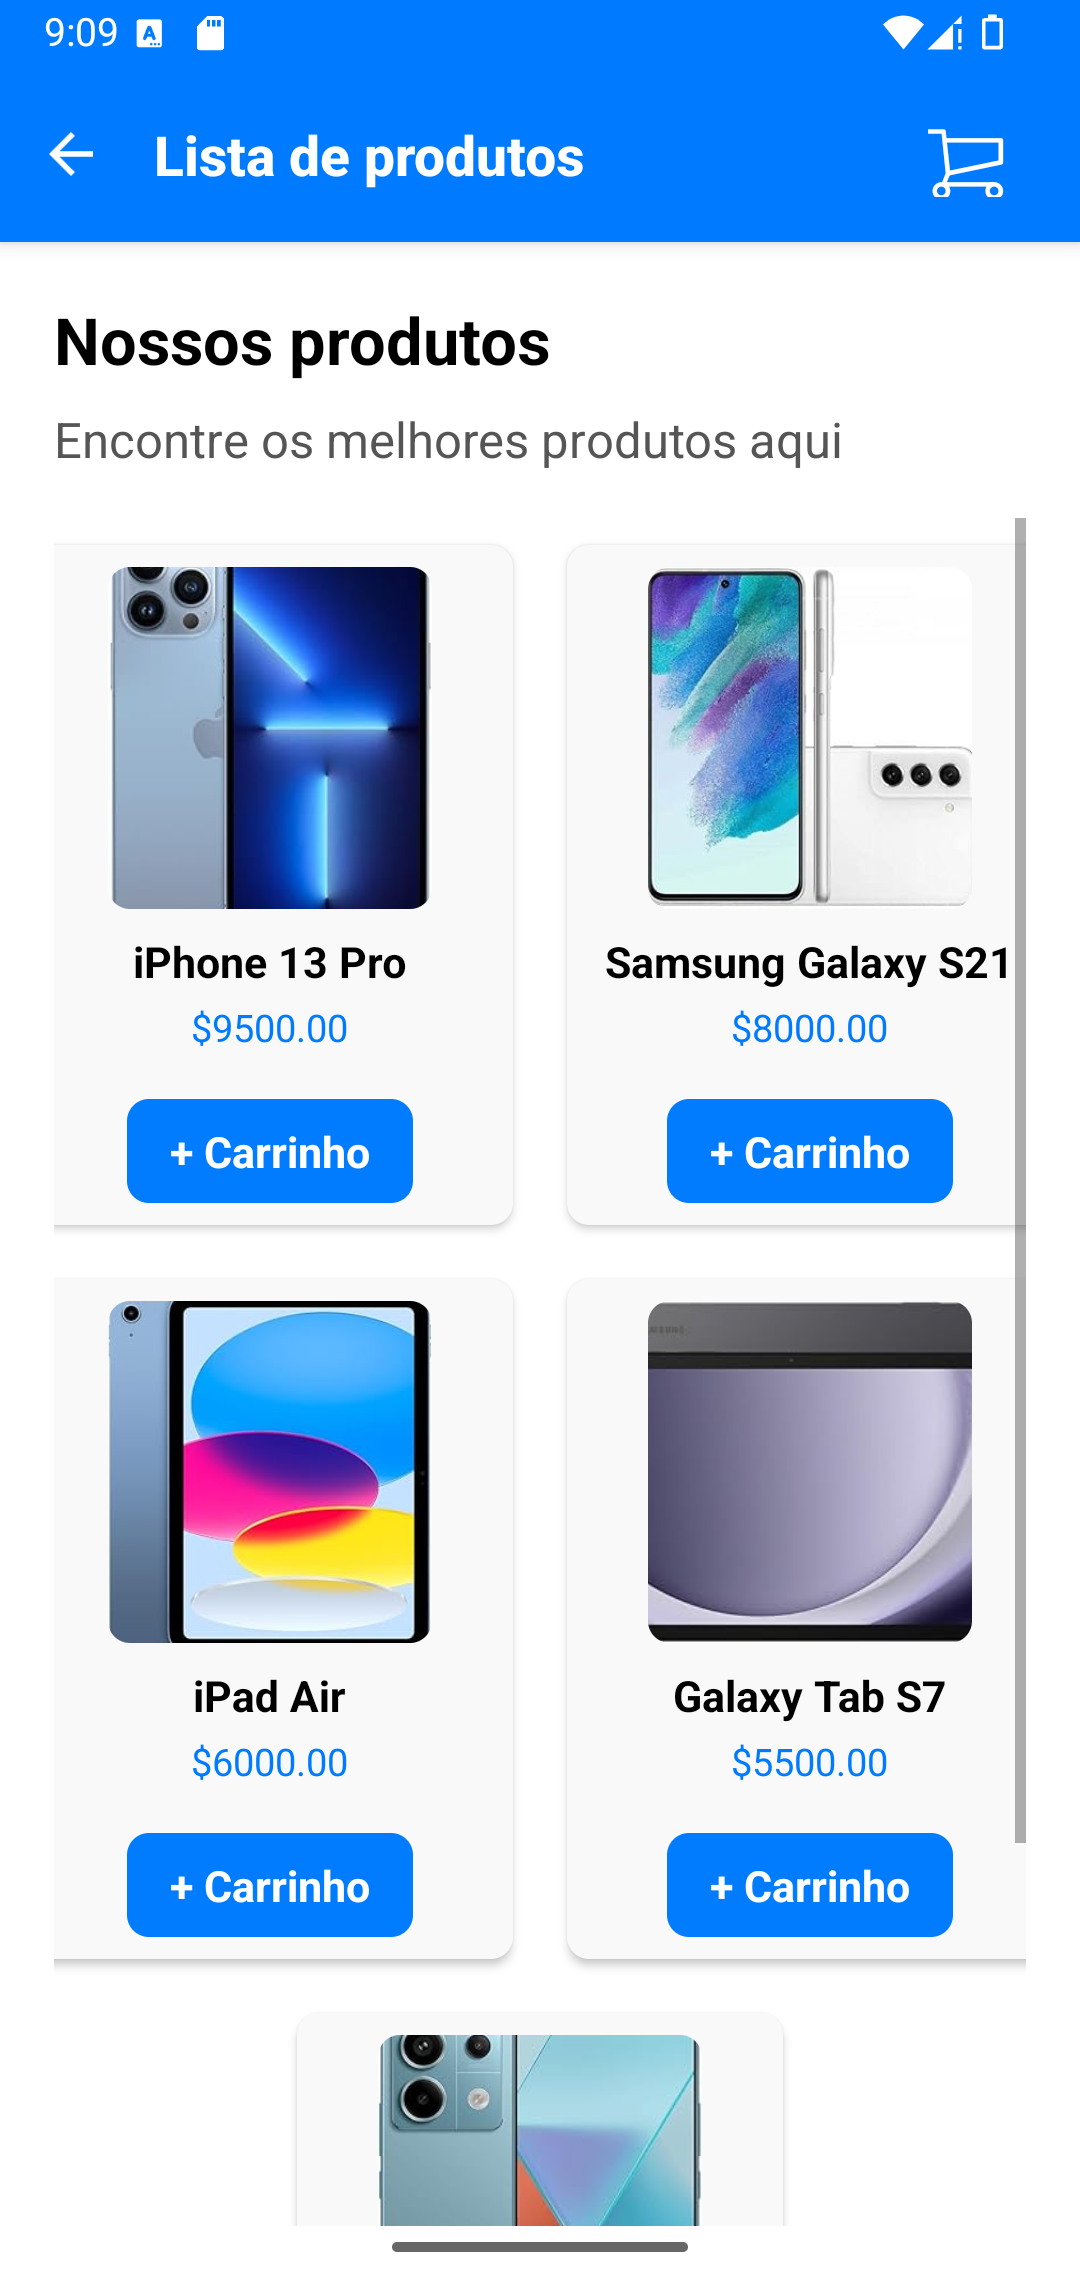 9:09
Lista de produtos
Nossos produtos
Encontre os melhores produtos aqui
iPhone 13 Pro
Samsung Galaxy S21
$9500.00
$8000.00
+ Carrinho
+ Carrinho
iPad Air
Galaxy Tab S7
$6000.00
$5500.00
+ Carrinho
+ Carrinho